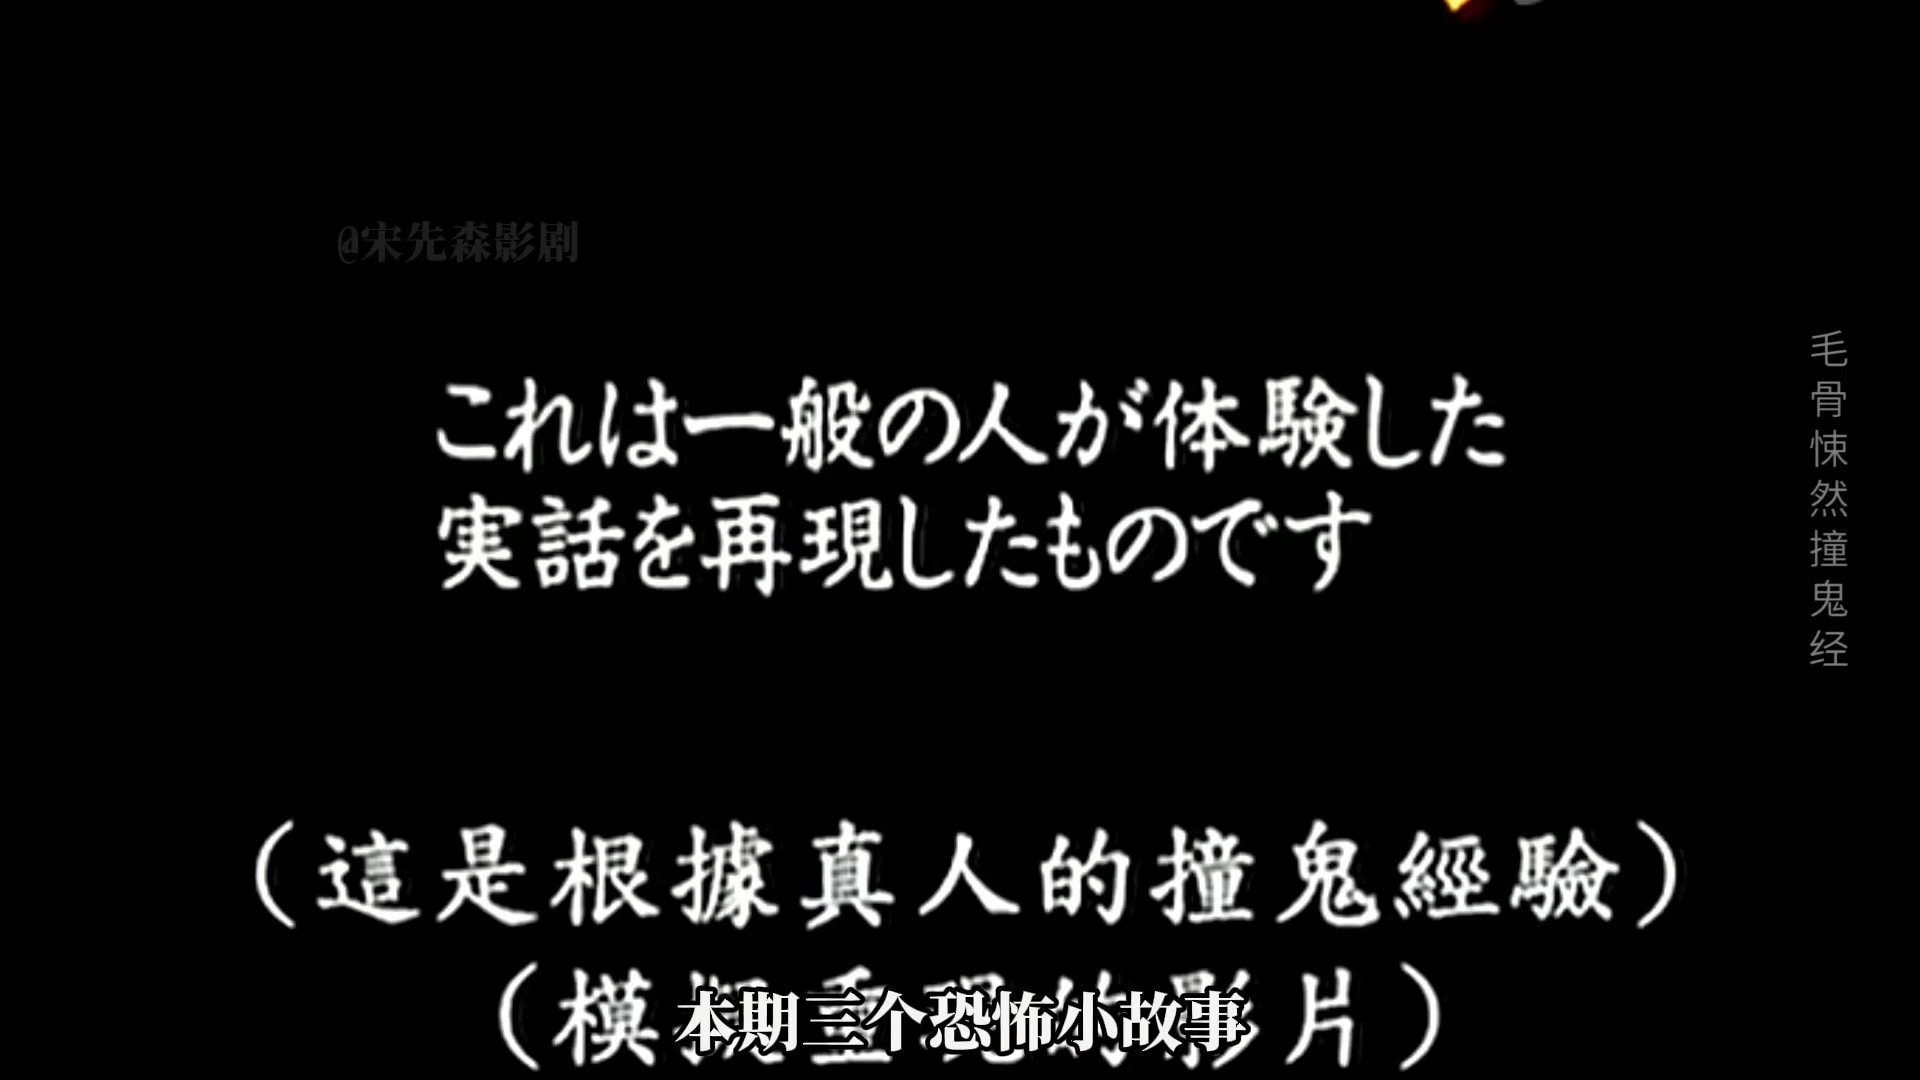 @宋先森影剧
これは一般の人が体験した
実話を再現したものです
毛骨悚然撞鬼经
（這是根據真人的撞鬼經驗）
（模 重 的影片）
本期三个恐怖小故事